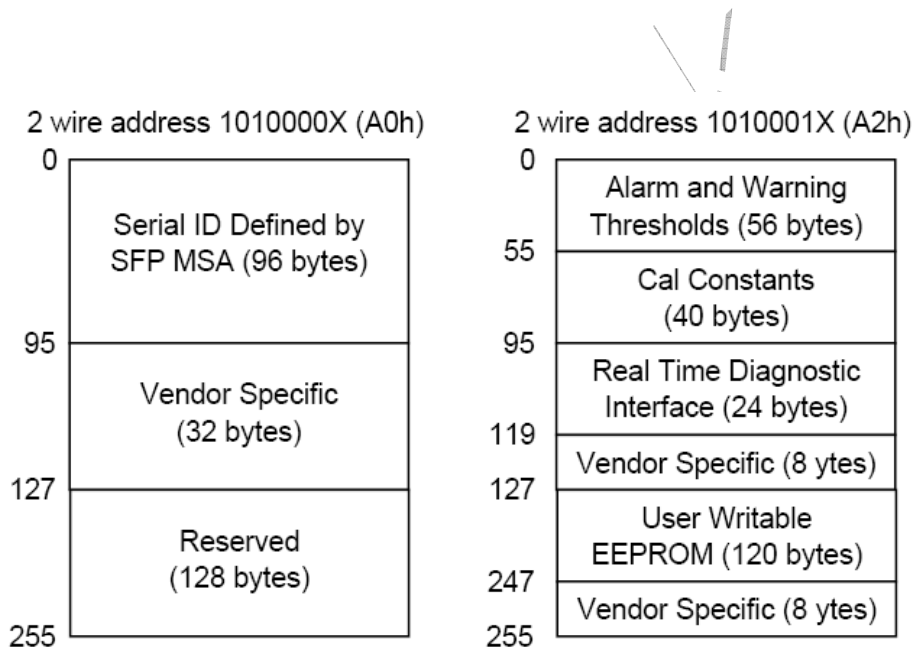 2 wire address 1010000X (A0h)
0
Serial ID Defined by
SFP MSA (96 bytes)
95
Vendor Specific
(32 bytes)
127
Reserved
(128 bytes)
255
2 wire address 1010001X (A2h)
0
Alarm and Warning
Thresholds (56 bytes)
55
Cal Constants
(40 bytes)
95
Real Time Diagnostic
Interface (24 bytes)
119
Vendor Specific (8 ytes)
127
User Writable
EEPROM (120 bytes)
247
Vendor Specific (8 ytes)
255